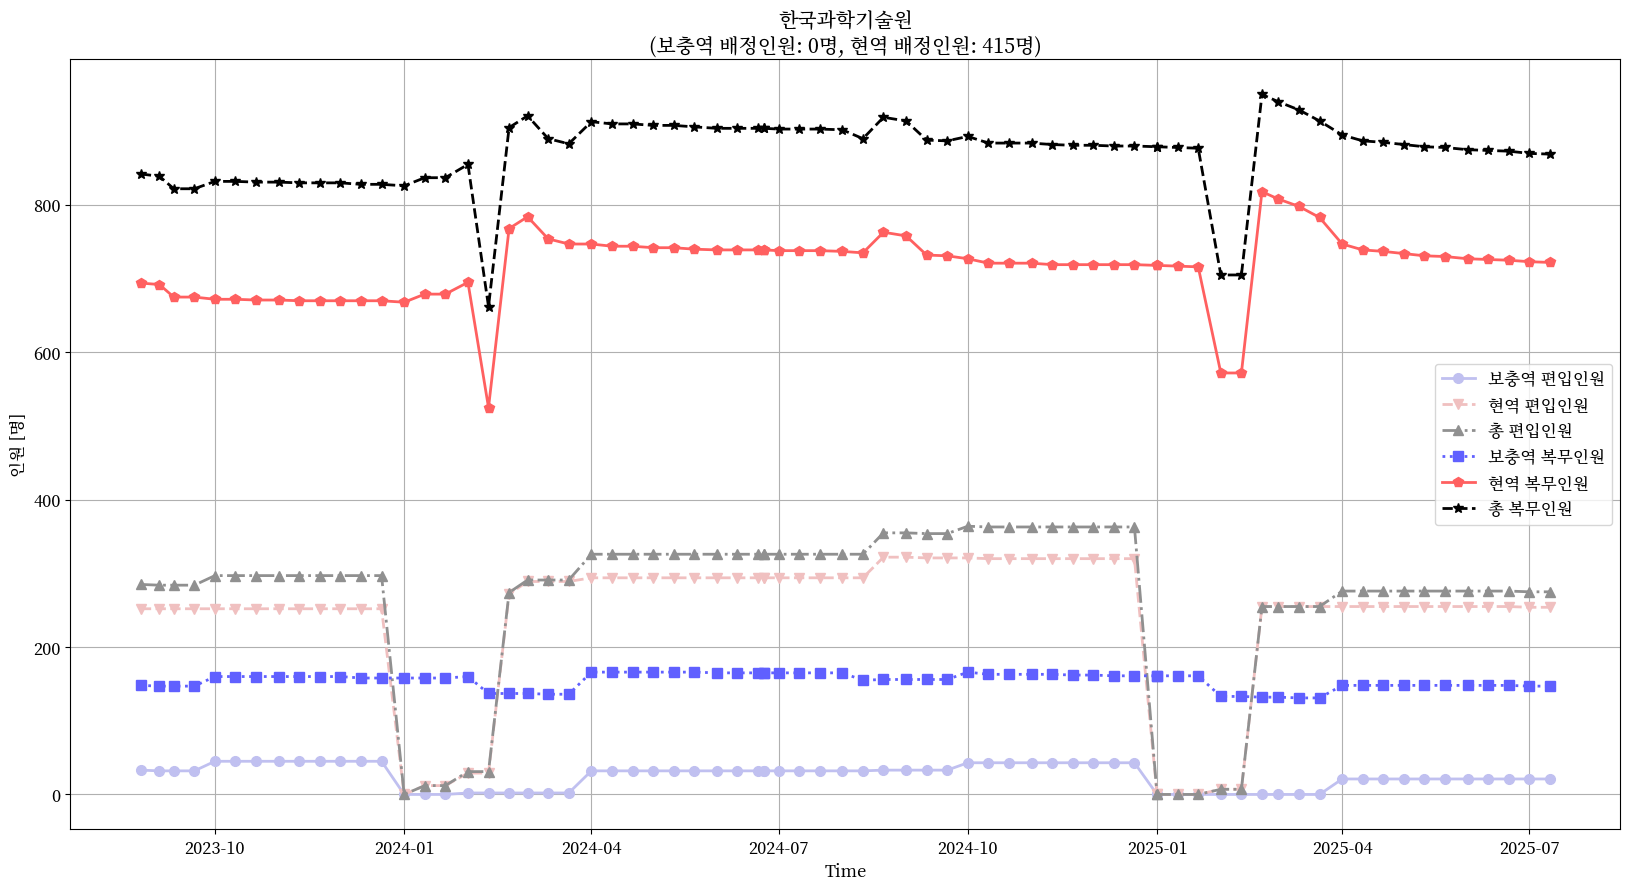 한국과학기술원
(보충역 배정인원: 0명, 현역 배정인원: 415명)
인원 [명]
800
600
400
200
0
보충역 편입인원
현역 편입인원
총 편입인원
보충역 복무인원
현역 복무인원
총 복무인원
2023-10
2024-01
2024-04
2024-07
2024-10
2025-01
2025-04
2025-07
Time